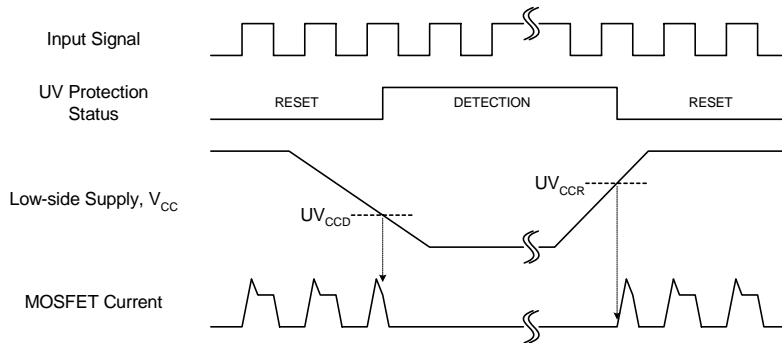 Input Signal
UV Protection
Status
RESET
DETECTION
RESET
Low-side Supply, VCC
UVCCD
UVCCR
MOSFET Current